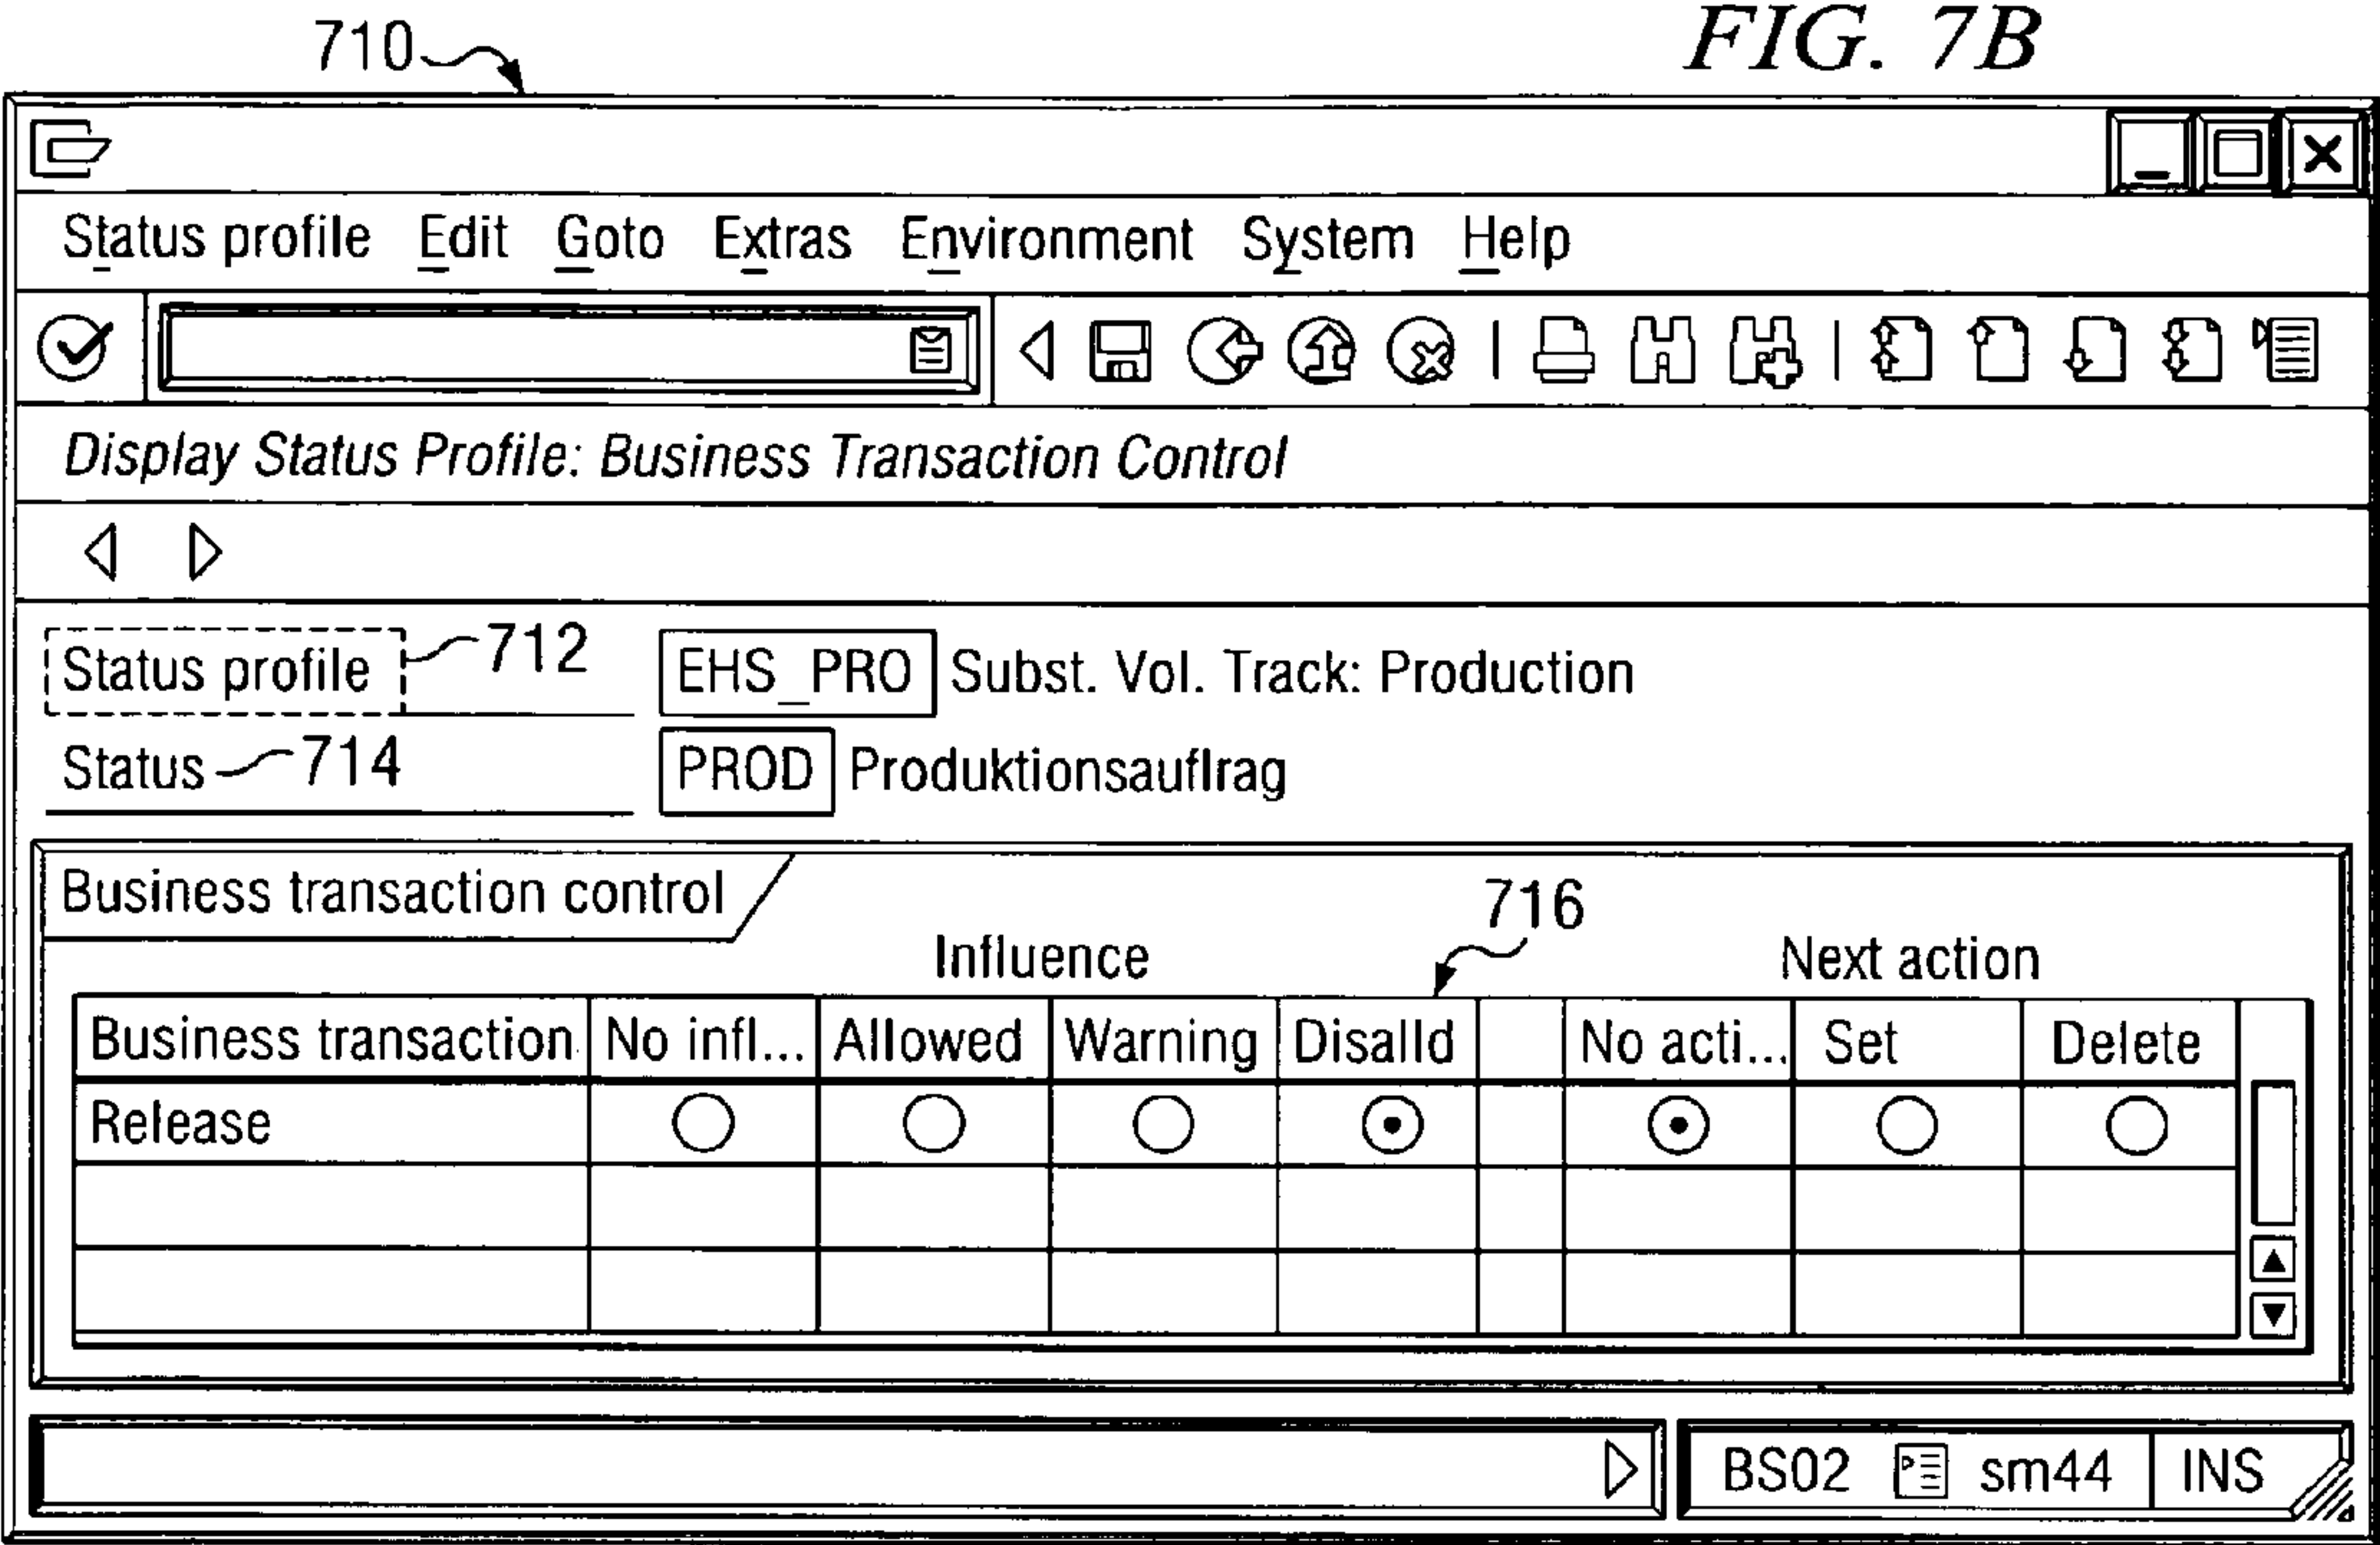 FIG. 7B
710
Status profile Edit Goto Extras Environment System Help
Display Status Profile: Business Transaction Control
Status profile 712 EHS_PRO Subst. Vol. Track: Production
Status 714 PROD Produktionsauflrag
Business transaction control
716
Influence Next action
Business transaction No infl... Allowed Warning Disalld No acti... Set Delete
Release
BS02 sm44 INS